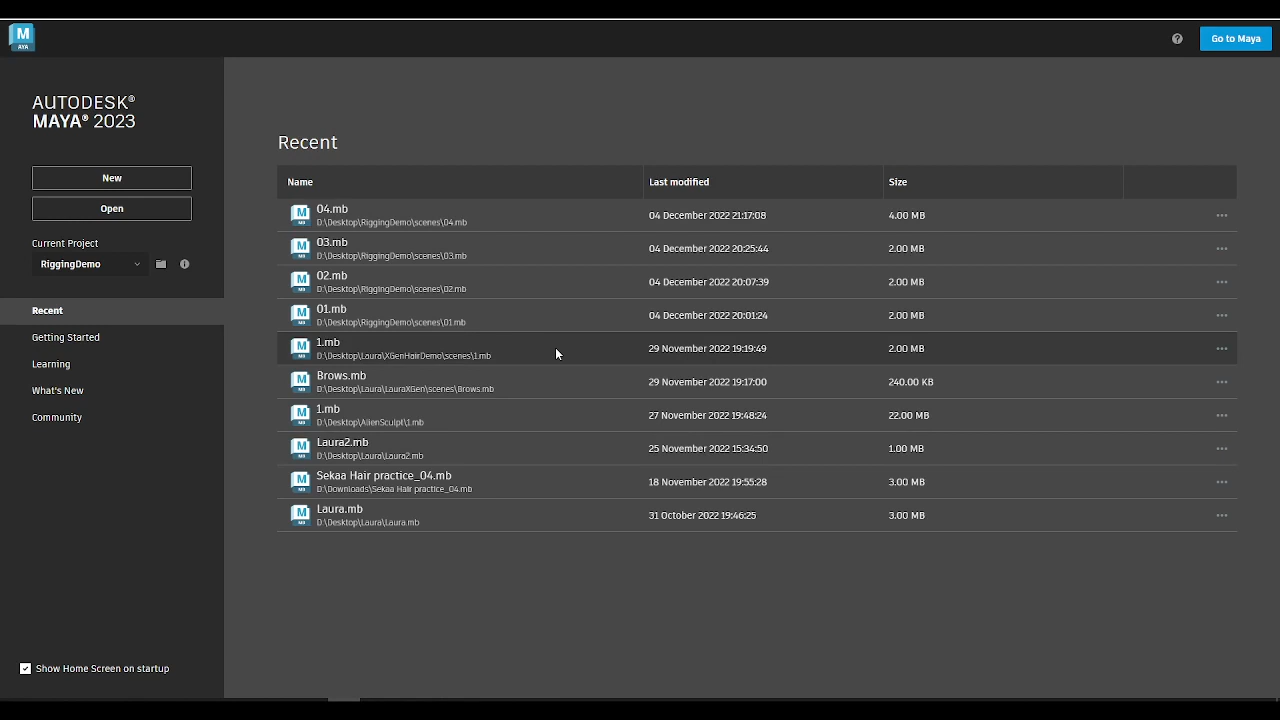 M
AYA
Go to Maya
AUTODESK®
MAYA® 2023
New
Open
Current Project
RiggingDemo
Recent
Getting Started
Learning
What's New
Community
Show Home Screen on startup
Recent
Name Last modified Size
04.mb
D:\Desktop\RiggingDemo\scenes\04.mb
04 December 2022 21:17:08 4.00 MB
03.mb
D:\Desktop\RiggingDemo\scenes\03.mb
04 December 2022 20:25:44 2.00 MB
02.mb
D:\Desktop\RiggingDemo\scenes\02.mb
04 December 2022 20:07:39 2.00 MB
01.mb
D:\Desktop\RiggingDemo\scenes\01.mb
04 December 2022 20:01:24 2.00 MB
1.mb
D:\Desktop\Laura\XGenHairDemo\scenes\1.mb
29 November 2022 19:19:49 2.00 MB
Brows.mb
D:\Desktop\Laura\LauraXGen\scenes\Brows.mb
29 November 2022 19:17:00 240.00 KB
1.mb
D:\Desktop\AlienSculpt\1.mb
27 November 2022 19:48:24 22.00 MB
Laura2.mb
D:\Desktop\Laura\Laura2.mb
25 November 2022 15:34:50 1.00 MB
Sekaa Hair practice_04.mb
D:\Downloads\Sekaa Hair practice_04.mb
18 November 2022 19:55:28 3.00 MB
Laura.mb
D:\Desktop\Laura\Laura.mb
31 October 2022 19:46:25 3.00 MB